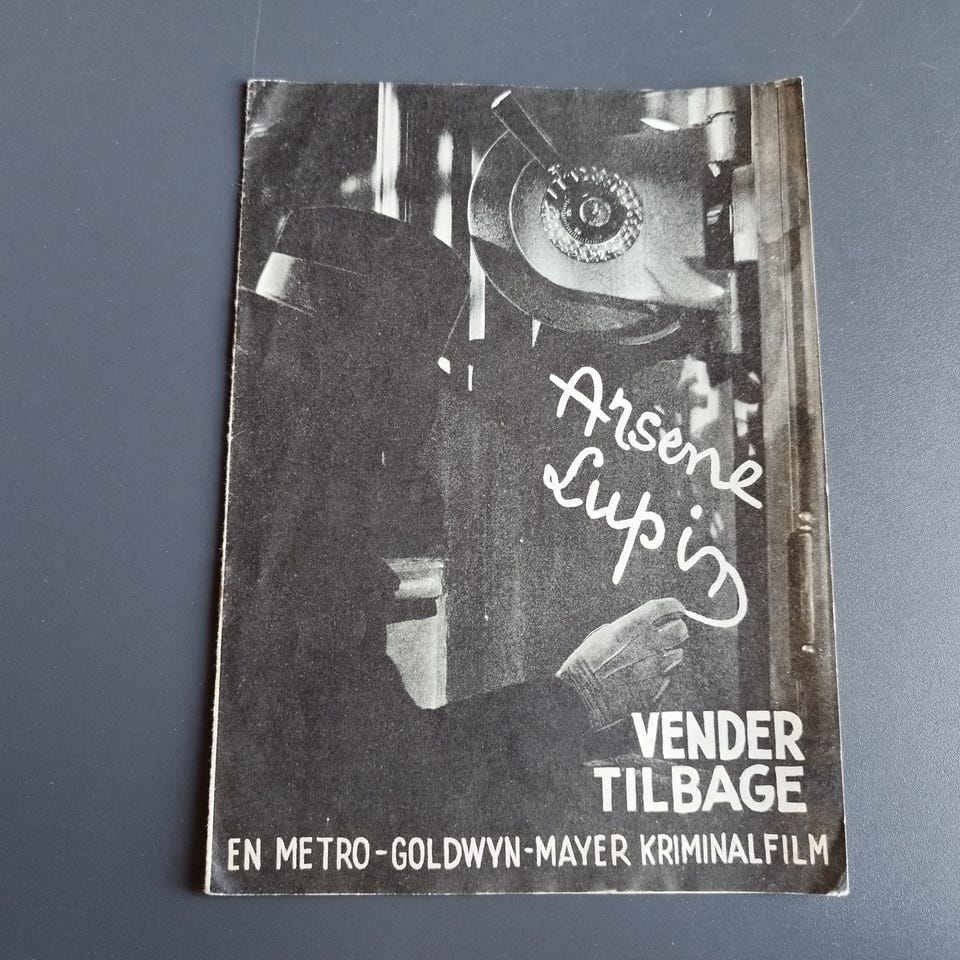 Arsene
Lupin
VENDER
TILBAGE
EN METRO-GOLDWYN-MAYER KRIMINALFILM